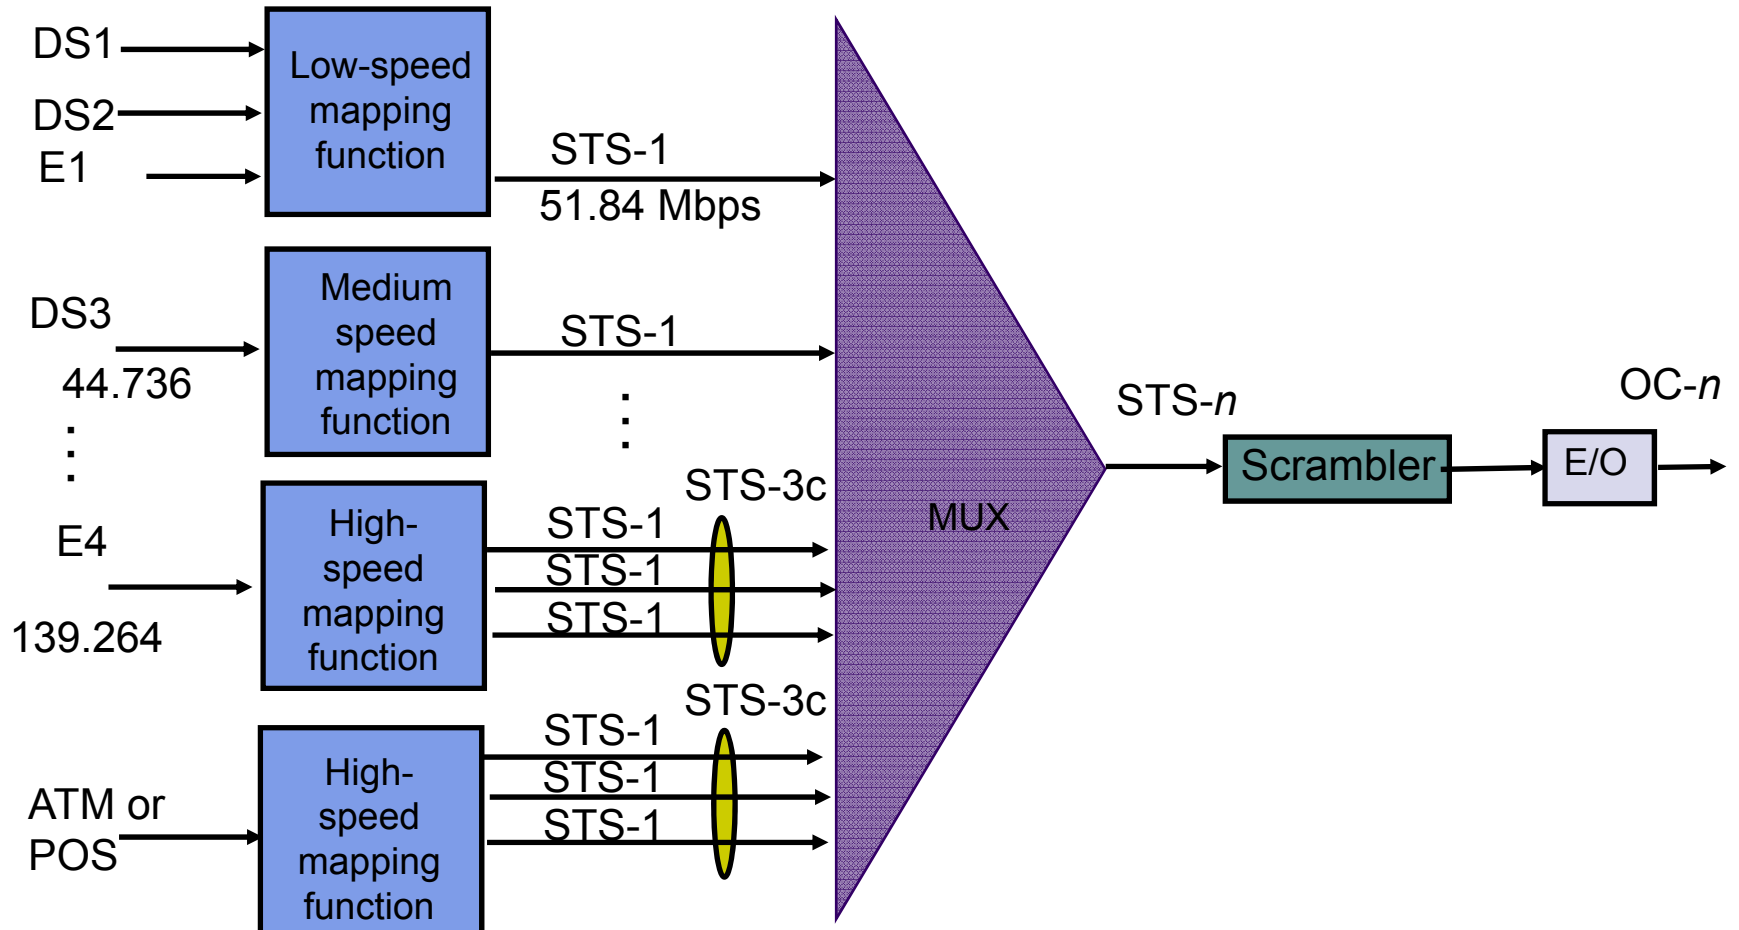 DS1
DS2
E1
Low-speed
mapping
function
STS-1
51.84 Mbps
DS3
44.736
Medium
speed
mapping
function
STS-1
E4
139.264
High-
speed
mapping
function
STS-3c
STS-1
STS-1
STS-1
ATM or
POS
High-
speed
mapping
function
STS-3c
STS-1
STS-1
STS-1
MUX
STS-n
Scrambler
E/O
OC-n